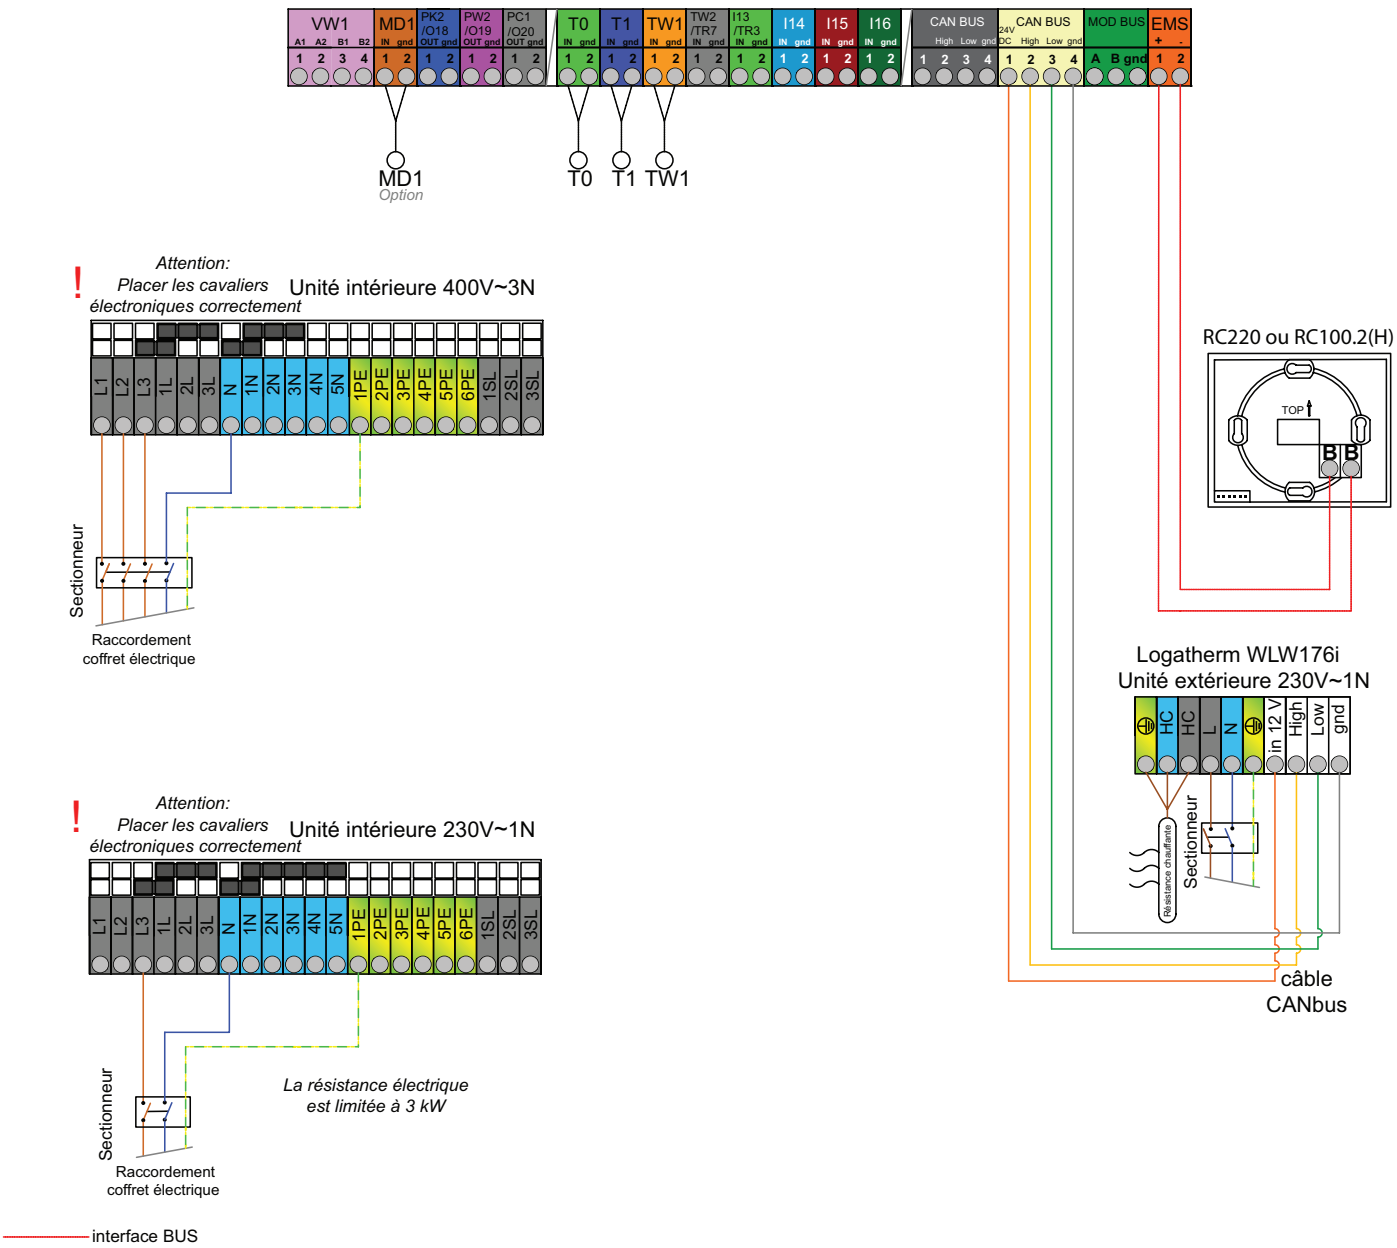 VW1 MD1 PK2 /O18 PW2 /O19 PC1 /O20 T0 T1 TW1 TW2 /TR7 I13 /TR3 I14 I15 I16 CAN BUS CAN BUS MOD BUS EMS
A1 A2 B1 B2 IN gnd OUT gnd OUT gnd OUT gnd IN gnd IN gnd IN gnd IN gnd IN gnd IN gnd IN gnd IN gnd High Low gnd 24V DC High Low gnd + -
1 2 3 4 1 2 1 2 1 2 1 2 1 2 1 2 1 2 1 2 1 2 1 2 1 2 1 2 1 2 3 4 1 2 3 4 A B gnd 1 2
MD1
Option
T0 T1 TW1
!
Attention:
Placer les cavaliers
électroniques correctement
Unité intérieure 400V~3N
L1 L2 L3 1L 2L 3L N 1N 2N 3N 4N 5N 1PE 2PE 3PE 4PE 5PE 6PE 1SL 2SL 3SL
Sectionneur
Raccordement
coffret électrique
RC220 ou RC100.2(H)
TOP
B B
Logatherm WLW176i
Unité extérieure 230V~1N
HC HC L N in 12 V High Low gnd
Résistance chauffante
Sectionneur
câble
CANbus
!
Attention:
Placer les cavaliers
électroniques correctement
Unité intérieure 230V~1N
L1 L2 L3 1L 2L 3L N 1N 2N 3N 4N 5N 1PE 2PE 3PE 4PE 5PE 6PE 1SL 2SL 3SL
Sectionneur
La résistance électrique
est limitée à 3 kW
Raccordement
coffret électrique
interface BUS